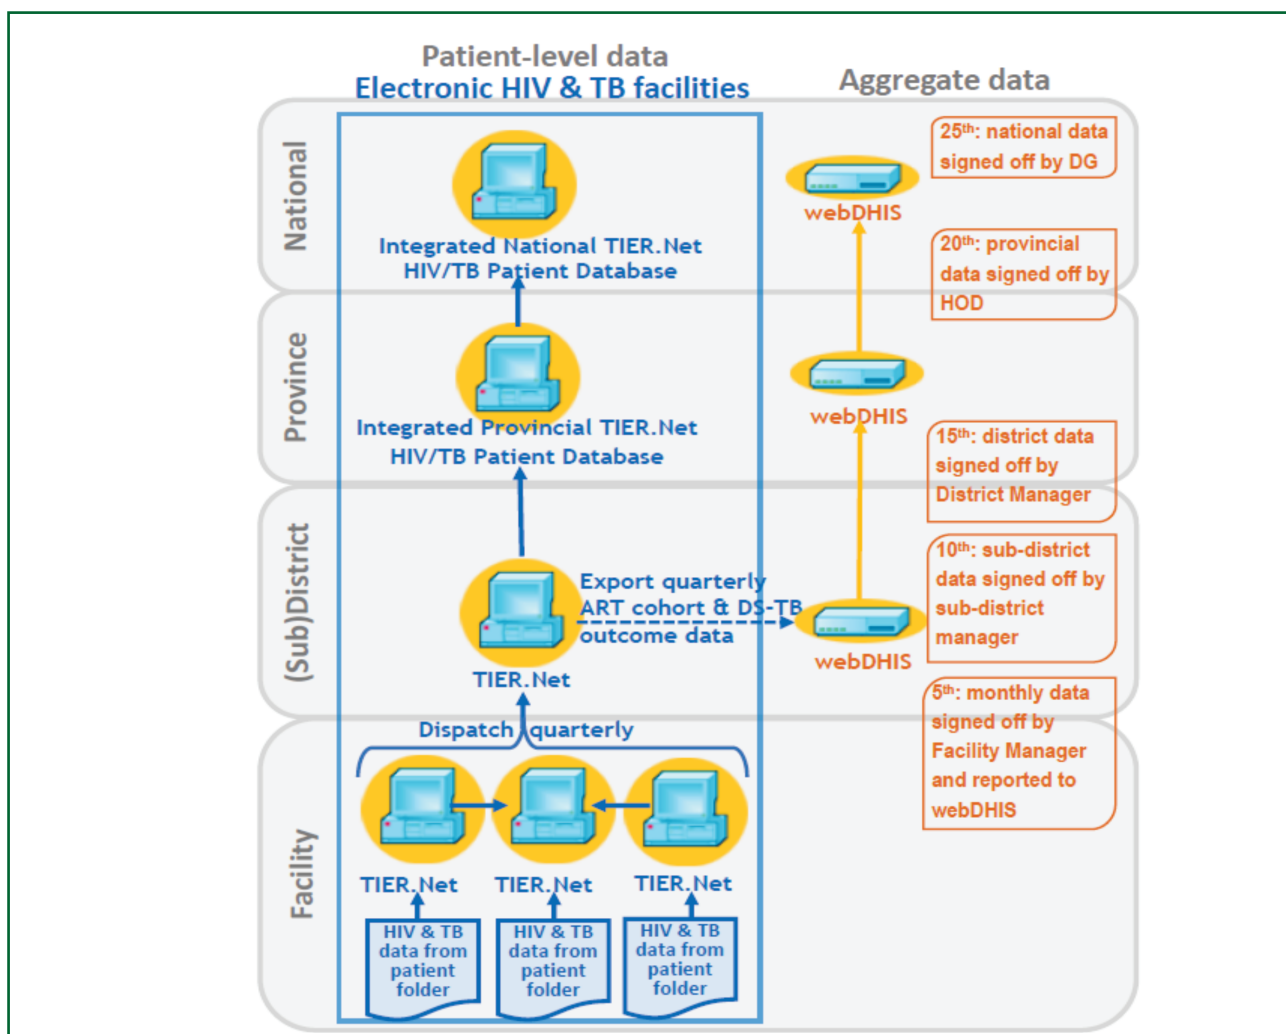 Patient-level data
Electronic HIV & TB facilities
Aggregate data
National
Integrated National TIER.Net
HIV/TB Patient Database
webDHIS
25th: national data
signed off by DG
20th: provincial
data signed off by
HOD
Province
Integrated Provincial TIER.Net
HIV/TB Patient Database
webDHIS
15th: district data
signed off by
District Manager
(Sub)District
Export quarterly
ART cohort & DS-TB
outcome data
TIER.Net
webDHIS
10th: sub-district
data signed off by
sub-district
manager
5th: monthly data
signed off by
Facility Manager
and reported to
webDHIS
Facility
Dispatch quarterly
TIER.Net
TIER.Net
TIER.Net
HIV & TB
data from
patient
folder
HIV & TB
data from
patient
folder
HIV & TB
data from
patient
folder